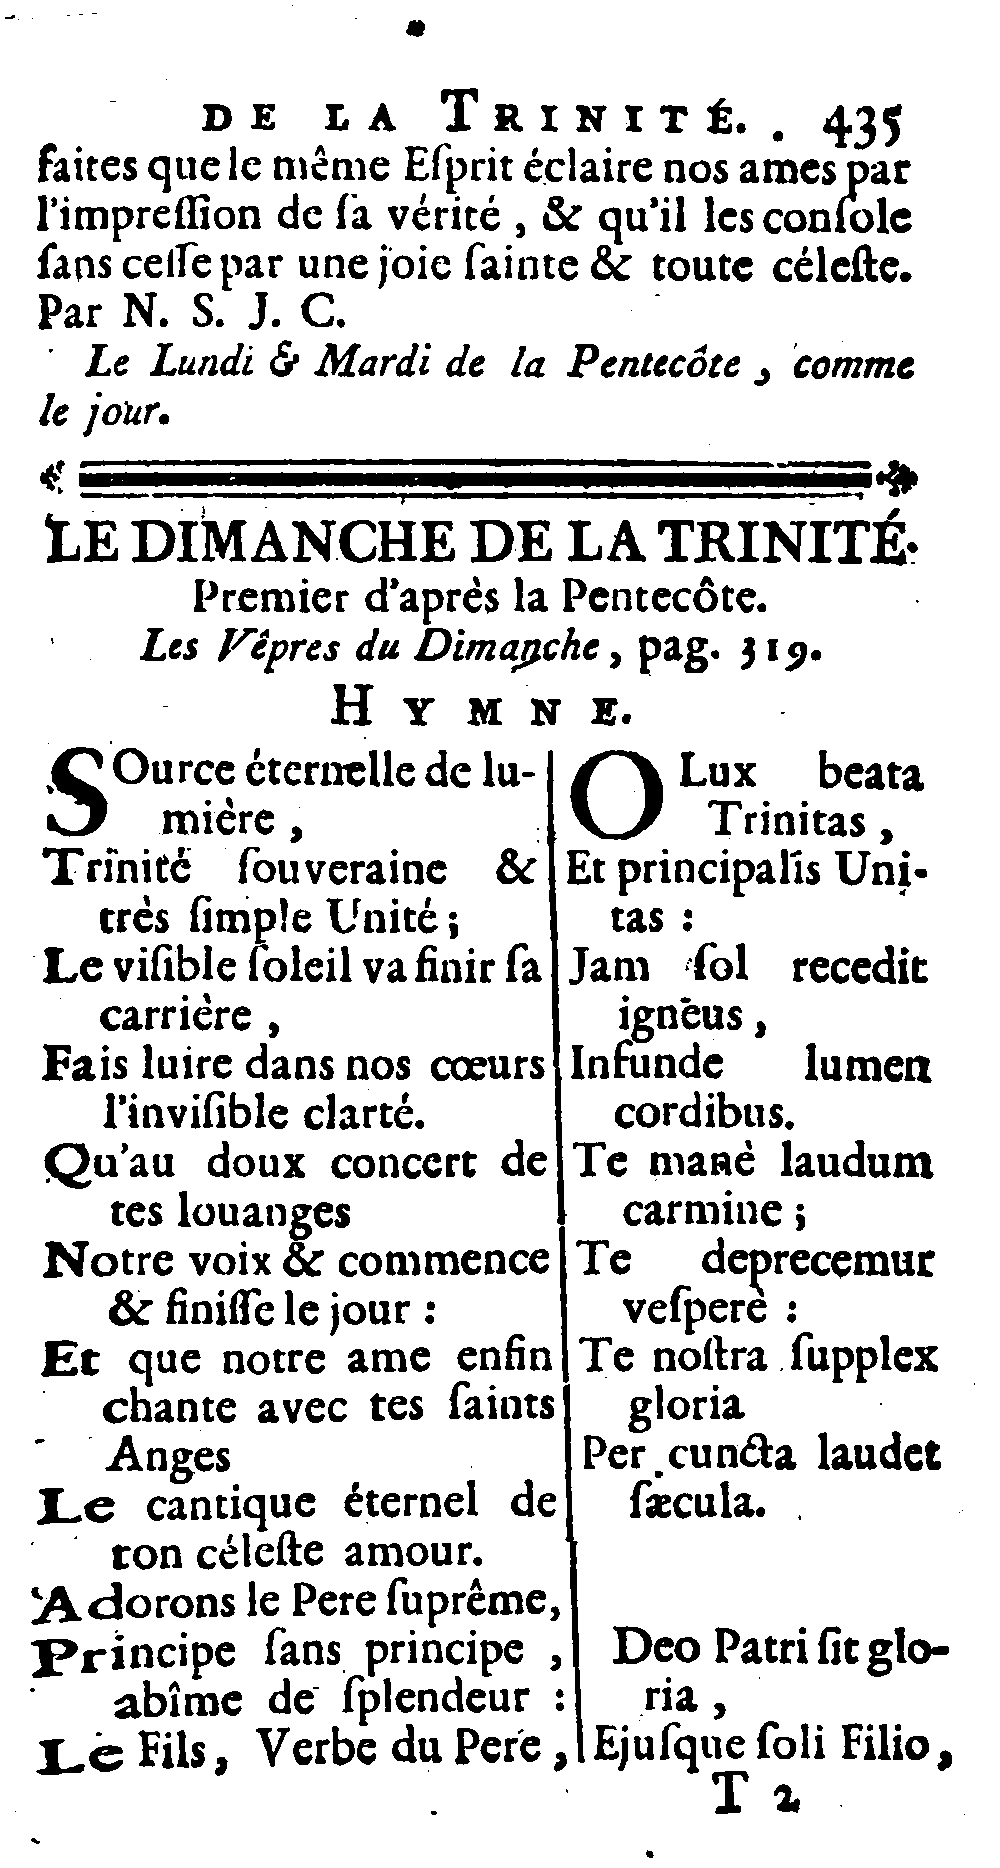 DE LA TRINITÉ. 435
faites que le même Eſprit éclaire nos ames par
l'impreſſion de ſa vérité, & qu'il les conſole
ſans ceſſe par une joie ſainte & toute céleſte.
Par N. S. J. C.
Le Lundi & Mardi de la Pentecôte, comme
le jour.
LE DIMANCHE DE LA TRINITÉ.
Premier d'après la Pentecôte.
Les Vêpres du Dimanche, pag. 319.
HYMNE.
SOurce éternelle de lu-
mière,
Trinité ſouveraine &
très ſimple Unité;
Le viſible ſoleil va finir ſa
carrière,
Fais luire dans nos cœurs
l'inviſible clarté.
Qu'au doux concert de
tes louanges
Notre voix & commence
& finiſſe le jour:
Et que notre ame enfin
chante avec tes ſaints
Anges
Le cantique éternel de
ton céleſte amour.
Adorons le Pere ſuprême,
Principe ſans principe,
abîme de ſplendeur:
Le Fils, Verbe du Pere,
O Lux beata
Trinitas,
Et principalis Uni-
tas:
Jam ſol recedit
igneus,
Infunde lumen
cordibus.
Te manè laudum
carmine;
Te deprecemur
veſperè:
Te noſtra ſupplex
gloria
Per cuncta laudet
ſæcula.
Deo Patri ſit glo-
ria,
Ejuſque ſoli Filio,
T 2